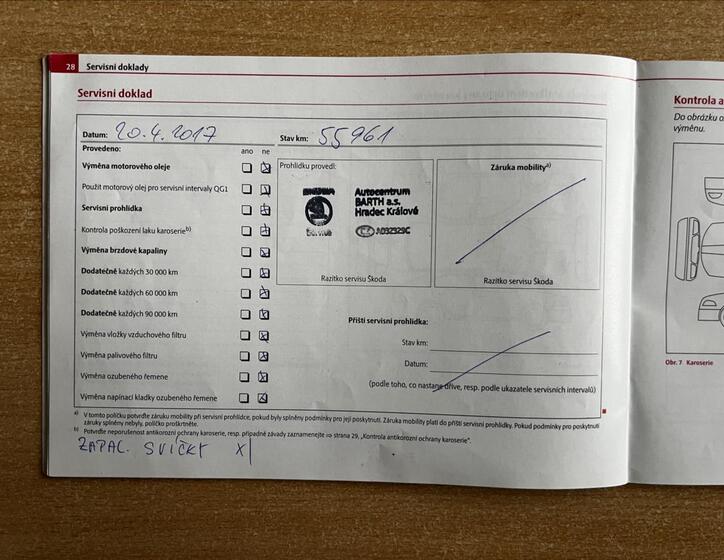 28 Servisní doklady
Servisní doklad
Datum: 20.4.2017 Stav km: 55961
Provedeno: ano ne
Výměna motorového oleje
Použit motorový olej pro servisní intervaly QG1
Servisní prohlídka
Kontrola poškození laku karoserie b)
Výměna brzdové kapaliny
Dodatečně každých 30 000 km
Dodatečně každých 60 000 km
Dodatečně každých 90 000 km
Výměna vložky vzduchového filtru
Výměna palivového filtru
Výměna ozubeného řemene
Výměna napínací kladky ozubeného řemene
Prohlídku provedl:
Autocentrum
BARTH a.s.
Hradec Králové
Razítko servisu Škoda
Záruka mobility a)
Razítko servisu Škoda
Příští servisní prohlídka:
Stav km:
Datum:
(podle toho, co nastane dříve, resp. podle ukazatele servisních intervalů)
a) V tomto políčku potvrďte záruku mobility při servisní prohlídce, pokud byly splněny podmínky pro její poskytnutí. Záruka mobility platí do příští servisní prohlídky. Pokud podmínky pro poskytnutí
záruky splněny nebyly, políčko proškrtněte.
b) Potvrďte neporušenost antikorozní ochrany karoserie, resp. případné závady zaznamenejte ⇒ strana 29, „Kontrola antikorozní ochrany karoserie“.
ZAPAL. SVÍČKY X
Kontrola a
Do obrázku
výměnu.
Obr. 7 Karoserie